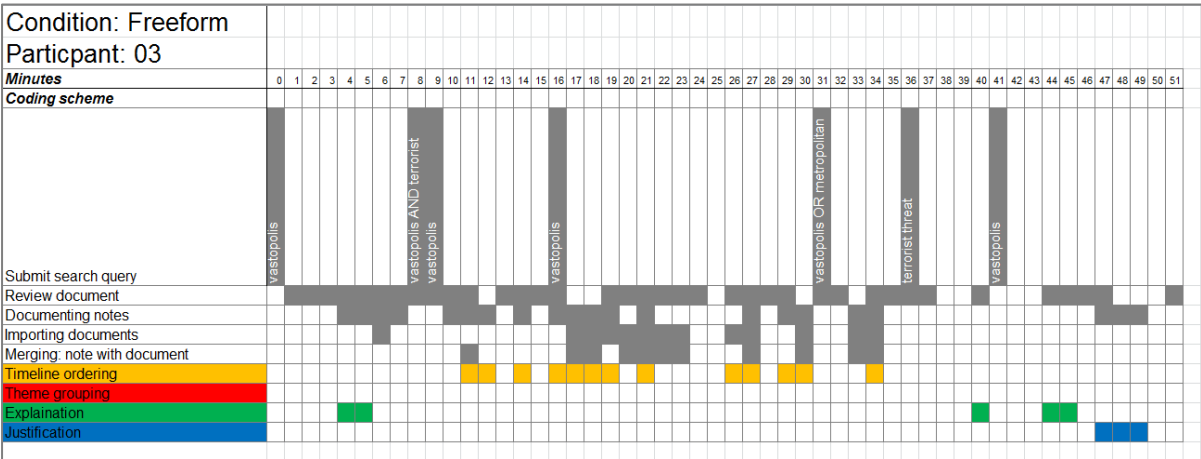 Condition: Freeform
Particpant: 03
Minutes 0 1 2 3 4 5 6 7 8 9 10 11 12 13 14 15 16 17 18 19 20 21 22 23 24 25 26 27 28 29 30 31 32 33 34 35 36 37 38 39 40 41 42 43 44 45 46 47 48 49 50 51
Coding scheme
vastopolis
vastopolis AND terrorist
vastopolis
vastopolis
vastopolis OR metropolitan
terrorist threat
vastopolis
Submit search query
Review document
Documenting notes
Importing documents
Merging: note with document
Timeline ordering
Theme grouping
Explaination
Justification